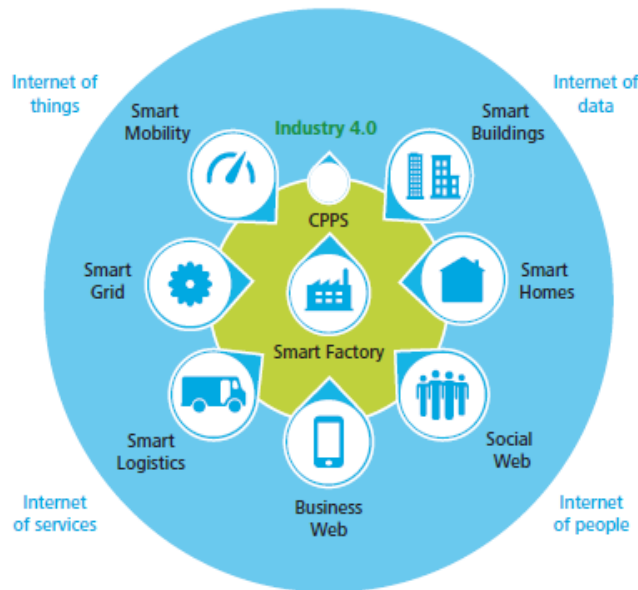 Internet of
things
Internet of
data
Smart
Mobility
Industry 4.0
Smart
Buildings
CPPS
Smart
Grid
Smart
Homes
Smart Factory
Smart
Logistics
Social
Web
Business
Web
Internet
of services
Internet
of people